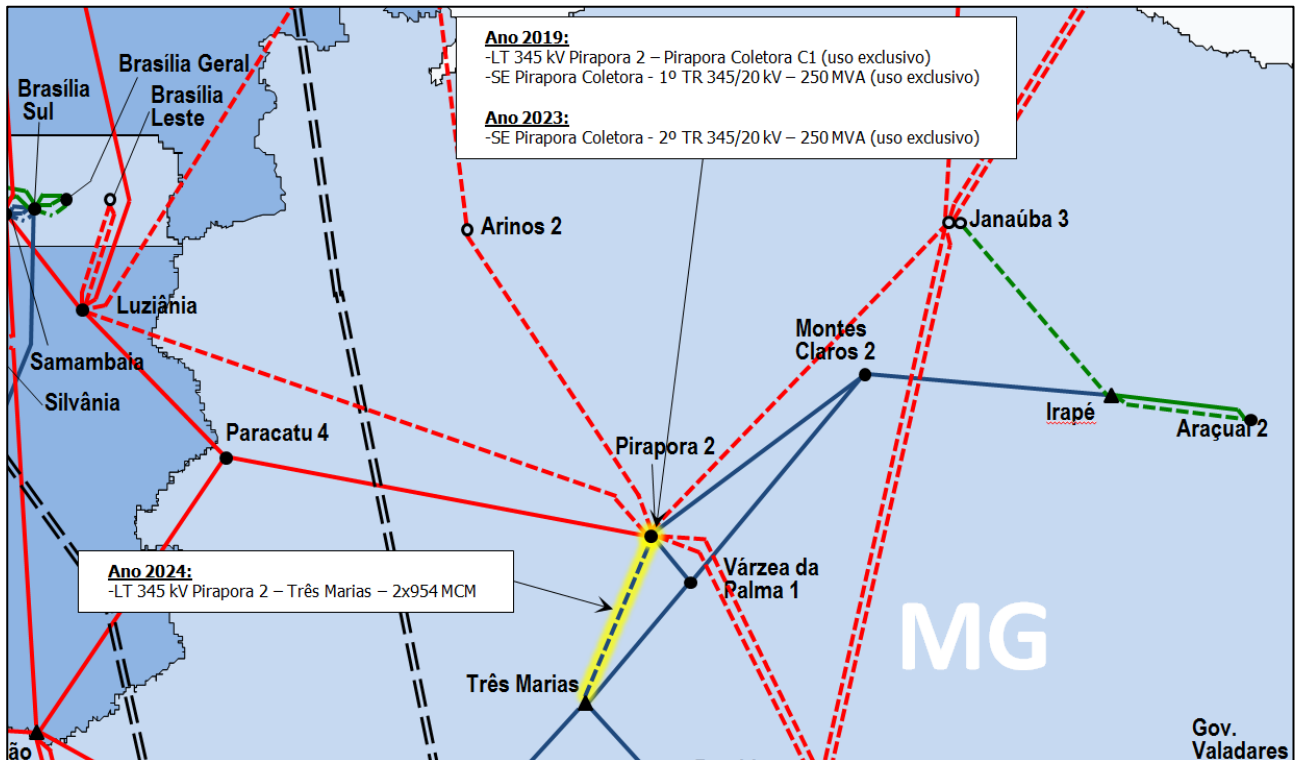 Ano 2019:
-LT 345 kV Pirapora 2 – Pirapora Coletora C1 (uso exclusivo)
-SE Pirapora Coletora - 1º TR 345/20 kV – 250 MVA (uso exclusivo)
Ano 2023:
-SE Pirapora Coletora - 2º TR 345/20 kV – 250 MVA (uso exclusivo)
Brasília Geral
Brasília
Sul
Brasília
Leste
Arinos 2
Janaúba 3
Luziânia
Samambaia
Silvânia
Montes
Claros 2
Irapé
Araçuai 2
Paracatu 4
Pirapora 2
Ano 2024:
-LT 345 kV Pirapora 2 – Três Marias – 2x954 MCM
Várzea da
Palma 1
MG
Três Marias
Gov.
Valadares
ão